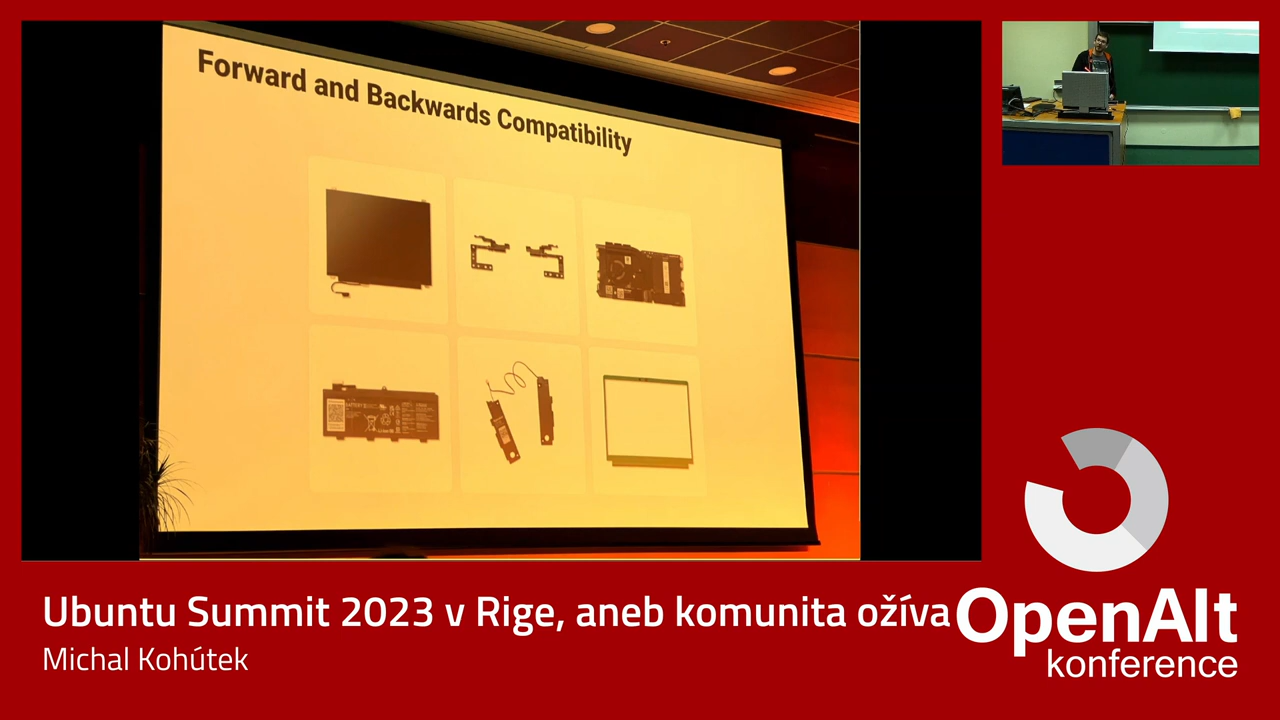 Forward and Backwards Compatibility
Ubuntu Summit 2023 v Rige, aneb komunita ožíva
Michal Kohútek
OpenAlt
konference